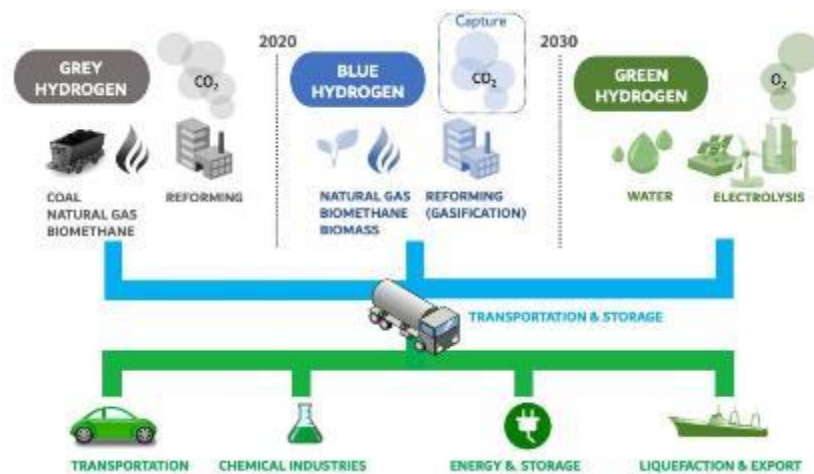 Capture
2020
2030
GREY
HYDROGEN
CO₂
BLUE
HYDROGEN
CO₂
GREEN
HYDROGEN
O₂
COAL
NATURAL GAS
BIOMETHANE
REFORMING
NATURAL GAS
BIOMETHANE
BIOMASS
REFORMING
(GASIFICATION)
WATER
ELECTROLYSIS
TRANSPORTATION & STORAGE
TRANSPORTATION
CHEMICAL INDUSTRIES
ENERGY & STORAGE
LIQUEFACTION & EXPORT